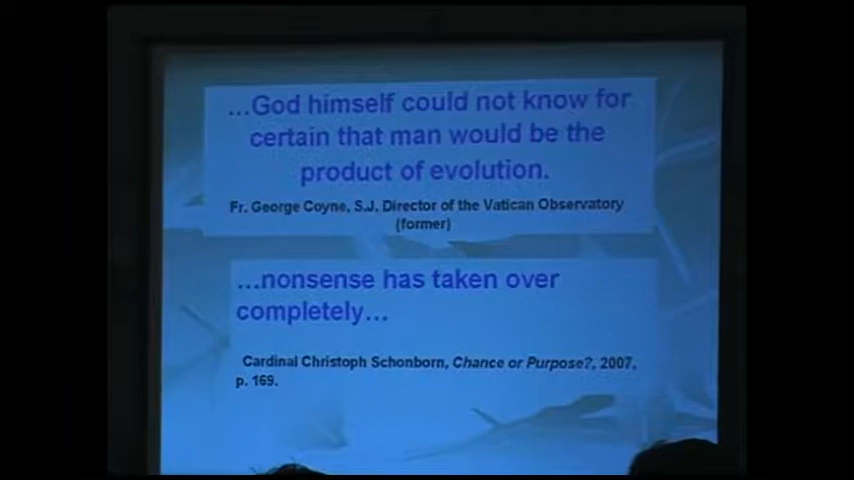 ...God himself could not know for
certain that man would be the
product of evolution.
Fr. George Coyne, S.J. Director of the Vatican Observatory
(former)
...nonsense has taken over
completely...
Cardinal Christoph Schonborn, Chance or Purpose?, 2007,
p. 169.